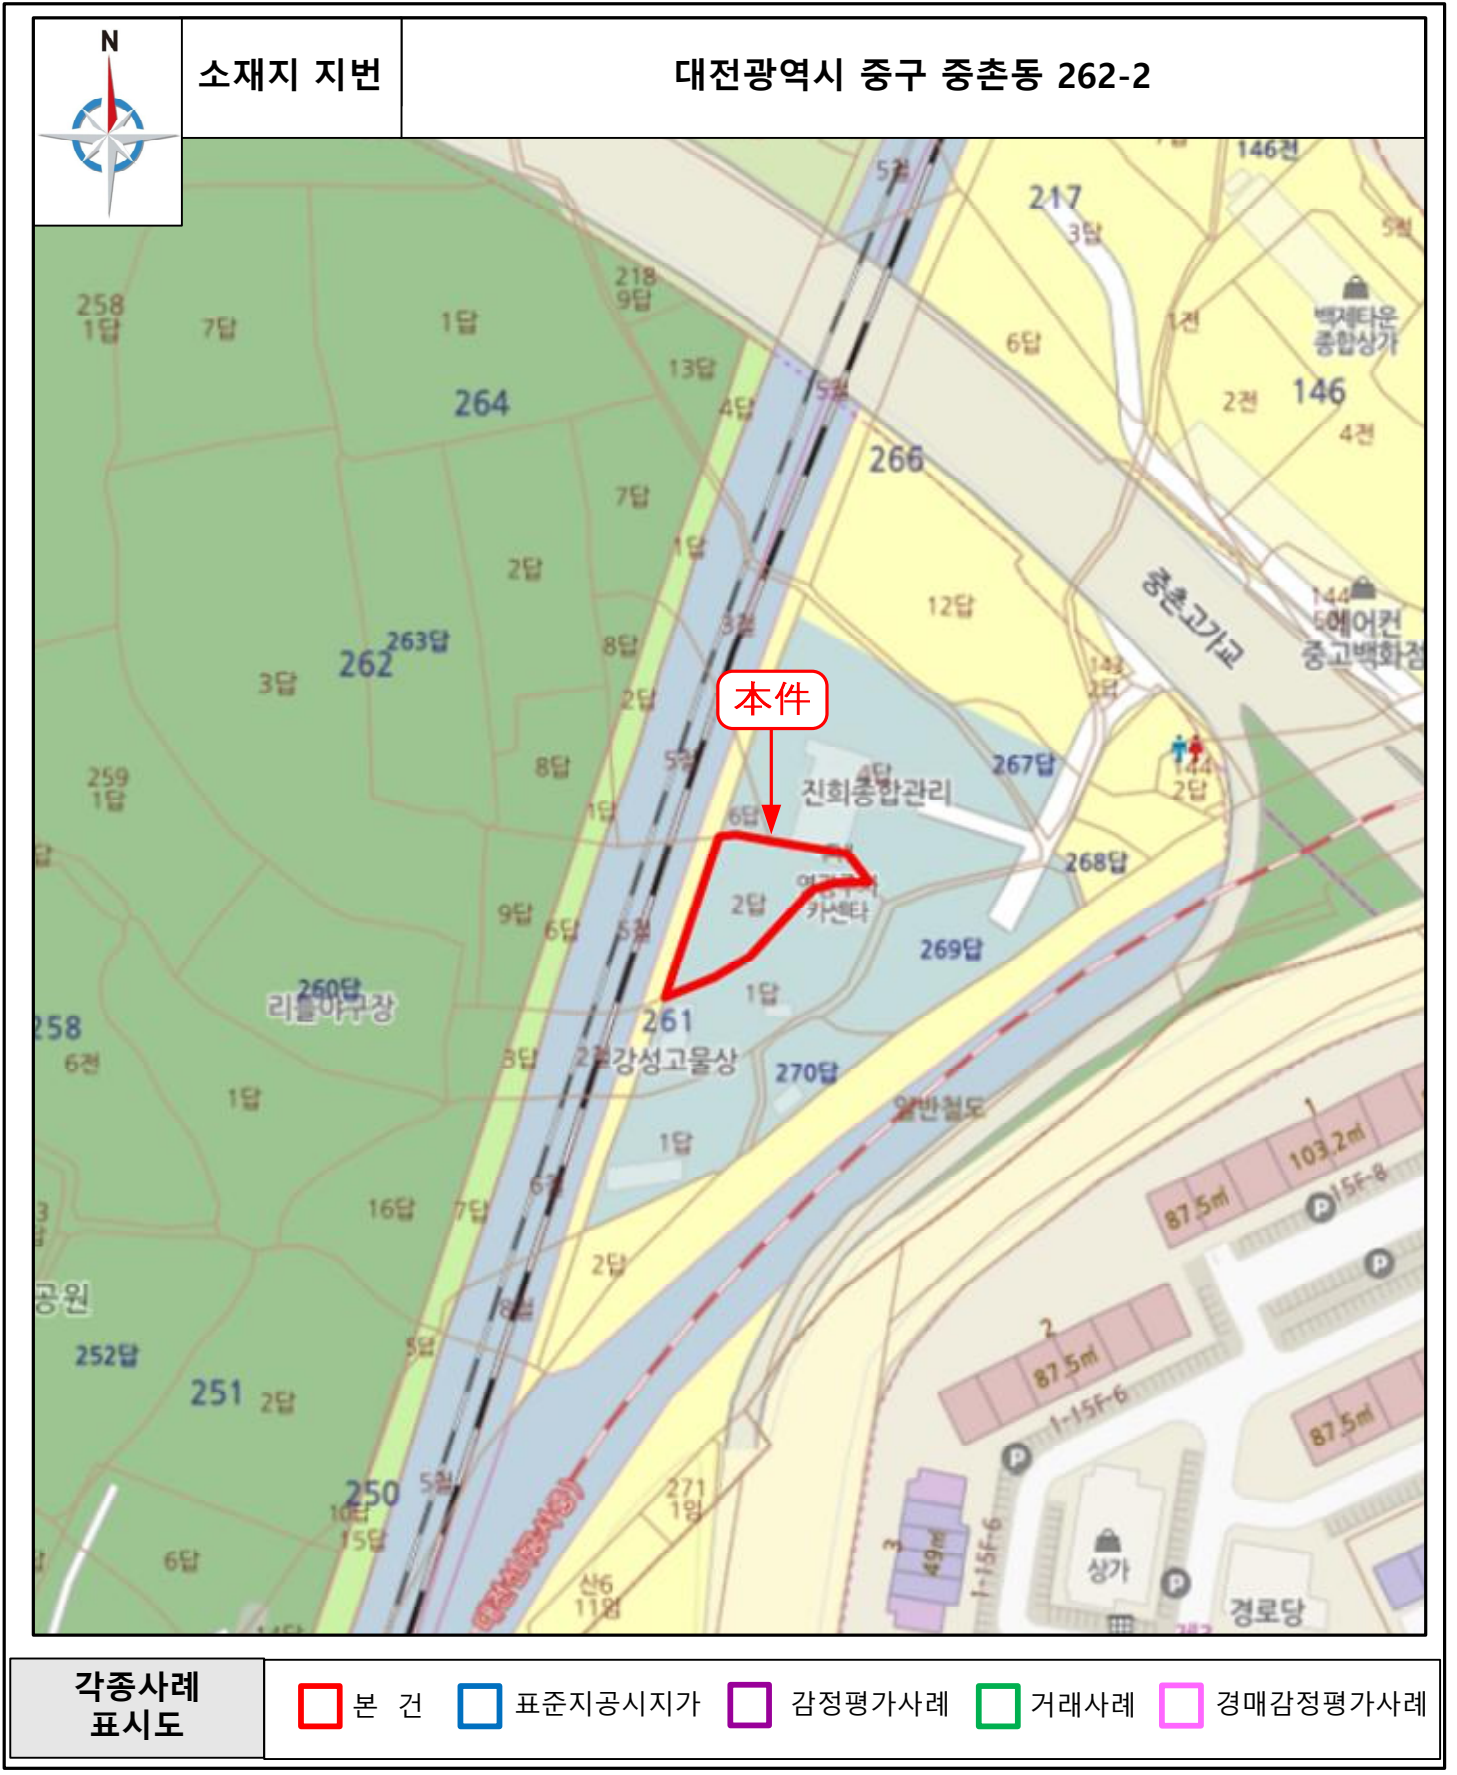 N
소재지 지번
대전광역시 중구 중촌동 262-2
146전
217
3답
5철
218
9답
258
1답
7답
1답
백제타운
종합상가
1전
6답
13답
264
4답
2전
146
4전
266
7답
1답
2답
12답
중촌고가교
144
에어컨
중고백화점
3철
263답
262
8답
3답
2답
143
2답
本件
5철
267답
259
1답
8답
4답
진희종합관리
144
2답
1답
6답
268답
2답
카센타
9답
6답
5철
269답
260답
리틀야구장
1답
258
261
6전
3답
강성고물상
270답
1답
일반철도
1답
1
103.2㎡
15F-8
87.5㎡
P
16답
7답
6철
2답
P
공원
8철
252답
5답
2
87.5㎡
251
2답
1-15F-6
87.5㎡
P
250
5철
271
1임
10답
15답
6답
3
49㎡
1-15F-6
상가
P
산6
11임
경로당
각종사례
표시도
본 건
표준지공시지가
감정평가사례
거래사례
경매감정평가사례